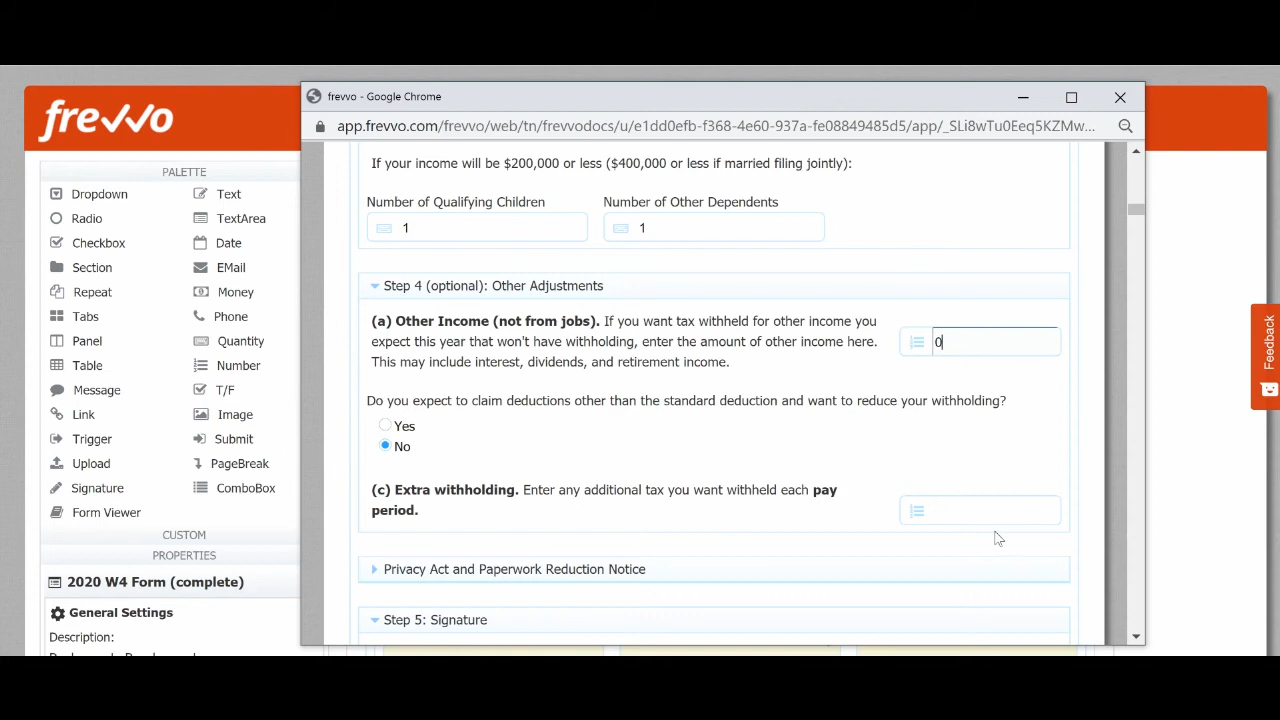 frevvo
frevvo - Google Chrome
app.frevvo.com/frevvo/web/tn/frevvodocs/u/e1dd0efb-f368-4e60-937a-fe08849485d5/app/_SLi8wTu0Eeq5KZMw...
PALETTE
Dropdown Text
Radio TextArea
Checkbox Date
Section EMail
Repeat Money
Tabs Phone
Panel Quantity
Table Number
Message T/F
Link Image
Trigger Submit
Upload PageBreak
Signature ComboBox
Form Viewer
CUSTOM
PROPERTIES
2020 W4 Form (complete)
General Settings
Description:
If your income will be $200,000 or less ($400,000 or less if married filing jointly):
Number of Qualifying Children Number of Other Dependents
1 1
Step 4 (optional): Other Adjustments
(a) Other Income (not from jobs). If you want tax withheld for other income you
expect this year that won't have withholding, enter the amount of other income here.
This may include interest, dividends, and retirement income.
0
Do you expect to claim deductions other than the standard deduction and want to reduce your withholding?
Yes
No
(c) Extra withholding. Enter any additional tax you want withheld each pay
period.
Privacy Act and Paperwork Reduction Notice
Step 5: Signature
Feedback